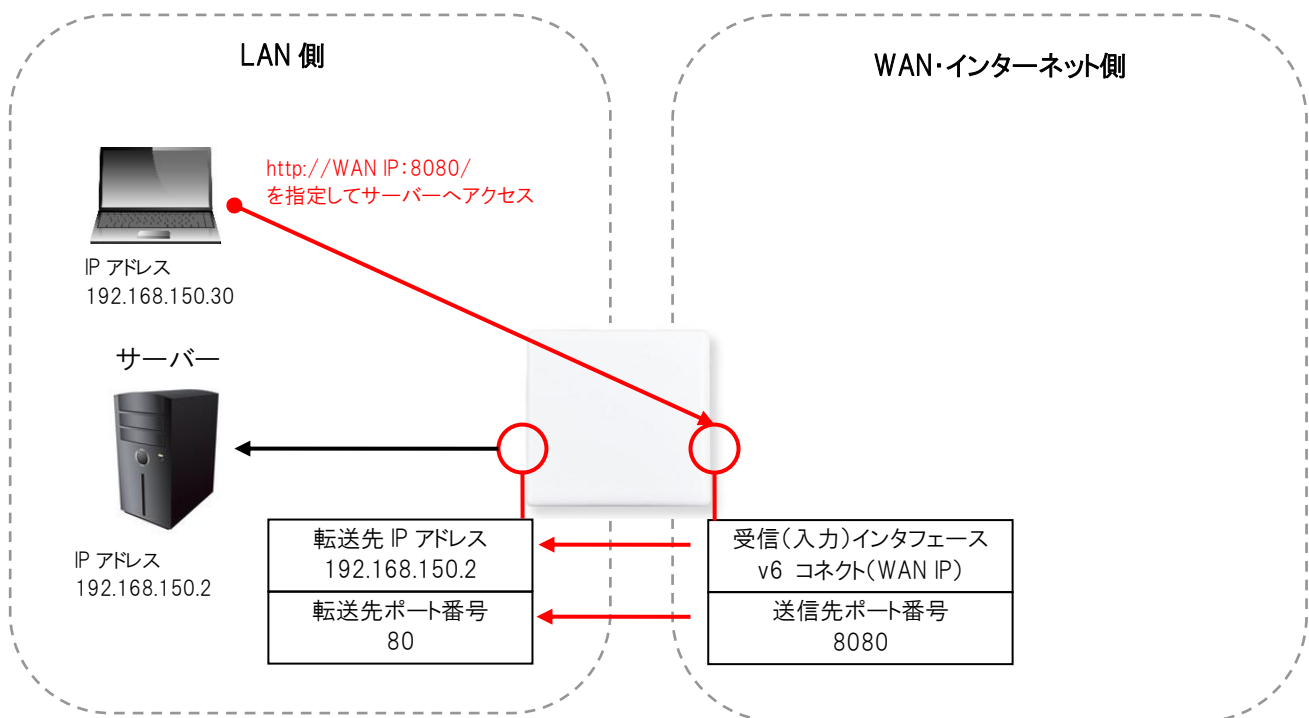 LAN 側
WAN・インターネット側
http://WAN IP:8080/
を指定してサーバーへアクセス
IP アドレス
192.168.150.30
サーバー
IP アドレス
192.168.150.2
転送先 IP アドレス
192.168.150.2
転送先ポート番号
80
受信(入力)インタフェース
v6 コネクト(WAN IP)
送信先ポート番号
8080